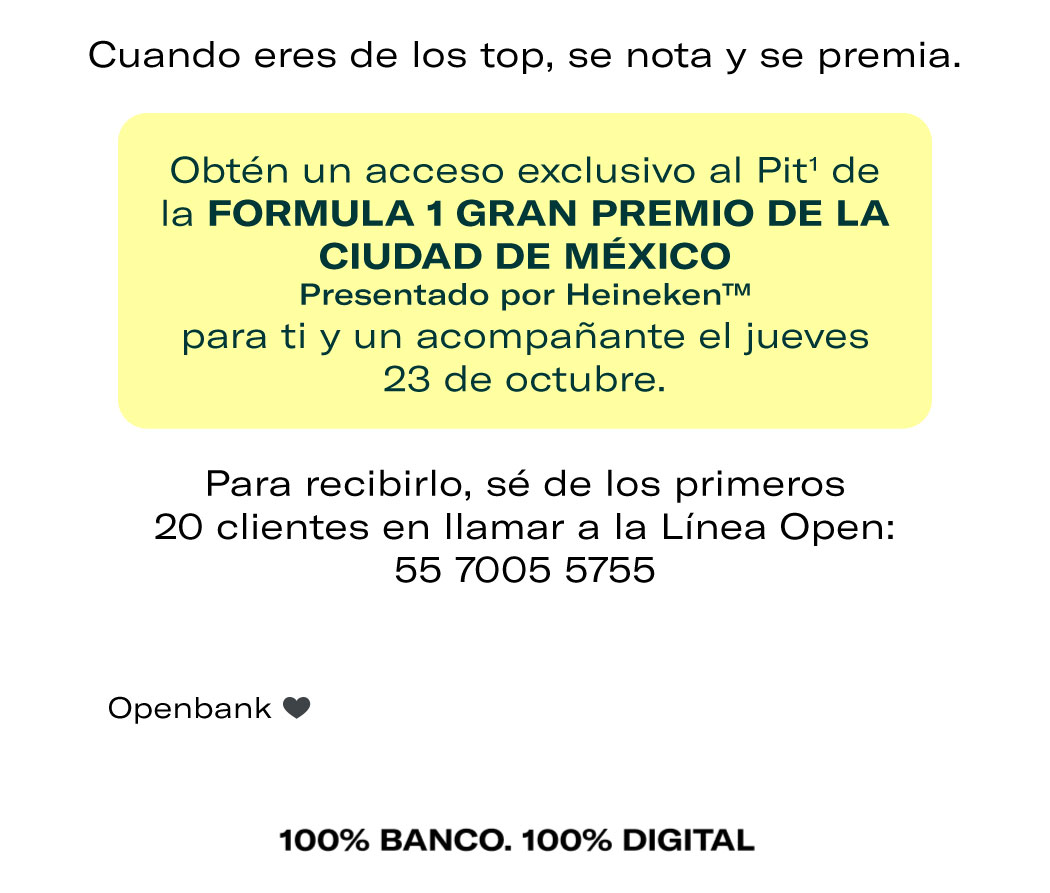 Cuando eres de los top, se nota y se premia.
Obtén un acceso exclusivo al Pit¹ de
la FORMULA 1 GRAN PREMIO DE LA
CIUDAD DE MÉXICO
Presentado por Heineken™
para ti y un acompañante el jueves
23 de octubre.
Para recibirlo, sé de los primeros
20 clientes en llamar a la Línea Open:
55 7005 5755
Openbank 🖤
100% BANCO. 100% DIGITAL